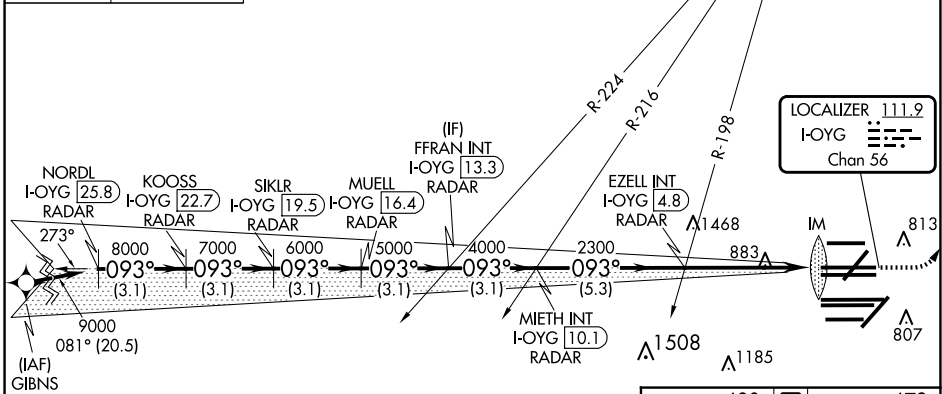 R-224
R-216
R-198
LOCALIZER 111.9
I-OYG
Chan 56
(IF)
FFRAN INT
I-OYG 13.3
RADAR
NORDL
I-OYG 25.8
RADAR
KOOSS
I-OYG 22.7
RADAR
SIKLR
I-OYG 19.5
RADAR
MUELL
I-OYG 16.4
RADAR
EZELL INT
I-OYG 4.8
RADAR
1468
IM
813
273°
8000
7000
6000
5000
4000
2300
883
093°
093°
093°
093°
093°
093°
(3.1)
(3.1)
(3.1)
(3.1)
(3.1)
(5.3)
9000
081° (20.5)
(IAF)
GIBNS
MIETH INT
I-OYG 10.1
RADAR
1508
1185
807